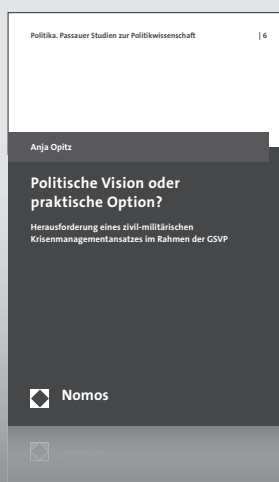 Politika. Passauer Studien zur Politikwissenschaft | 6
Anja Opitz
Politische Vision oder
praktische Option?
Herausforderung eines zivil-militärischen
Krisenmanagementansatzes im Rahmen der GSVP
Nomos